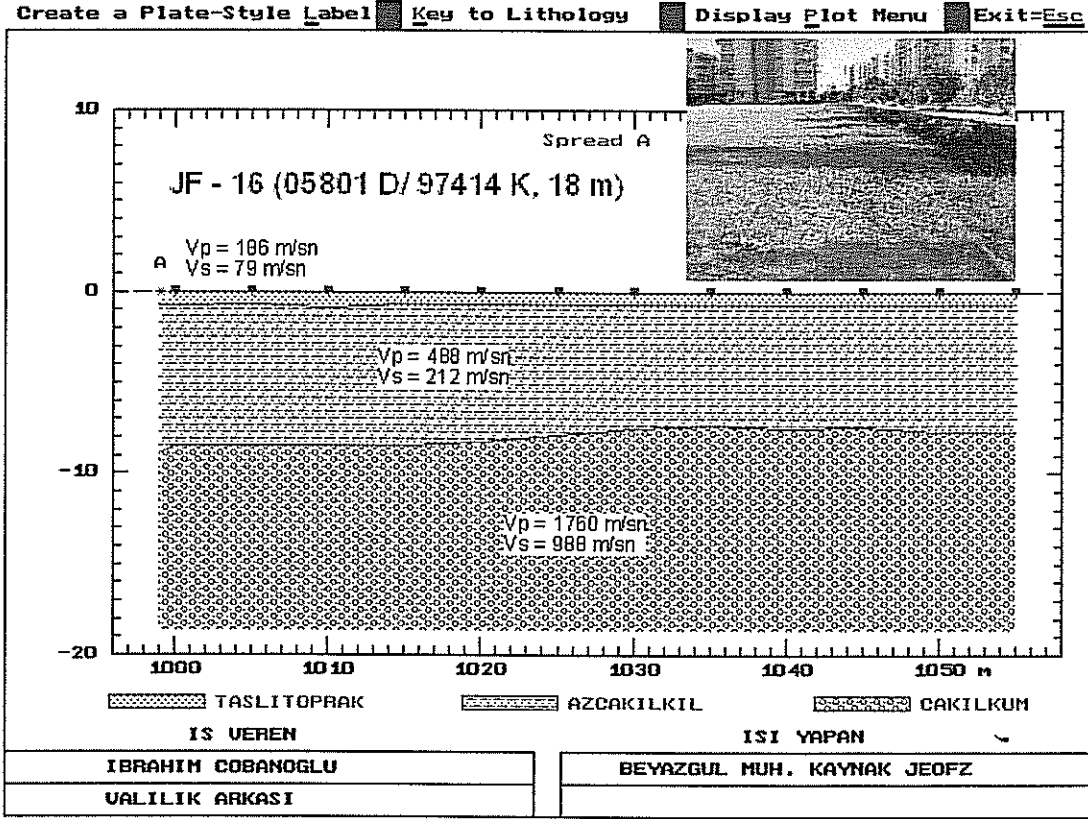 Create a Plate-Style Label Key to Lithology Display Plot Menu Exit=Esc
10
Spread A
JF - 16 (05801 D/ 97414 K, 18 m)
Vp = 186 m/sn
A Vs = 79 m/sn
0
Vp = 488 m/sn
Vs = 212 m/sn
-10
Vp = 1760 m/sn
Vs = 988 m/sn
-20
1000 1010 1020 1030 1040 1050 m
TASLITOPRAK AZCAKILKIL CAKILKUM
IS VEREN ISI YAPAN
IBRAHIM COBANOGLU BEYAZGUL MUH. KAYNAK JEOFZ
VALILIK ARKASI